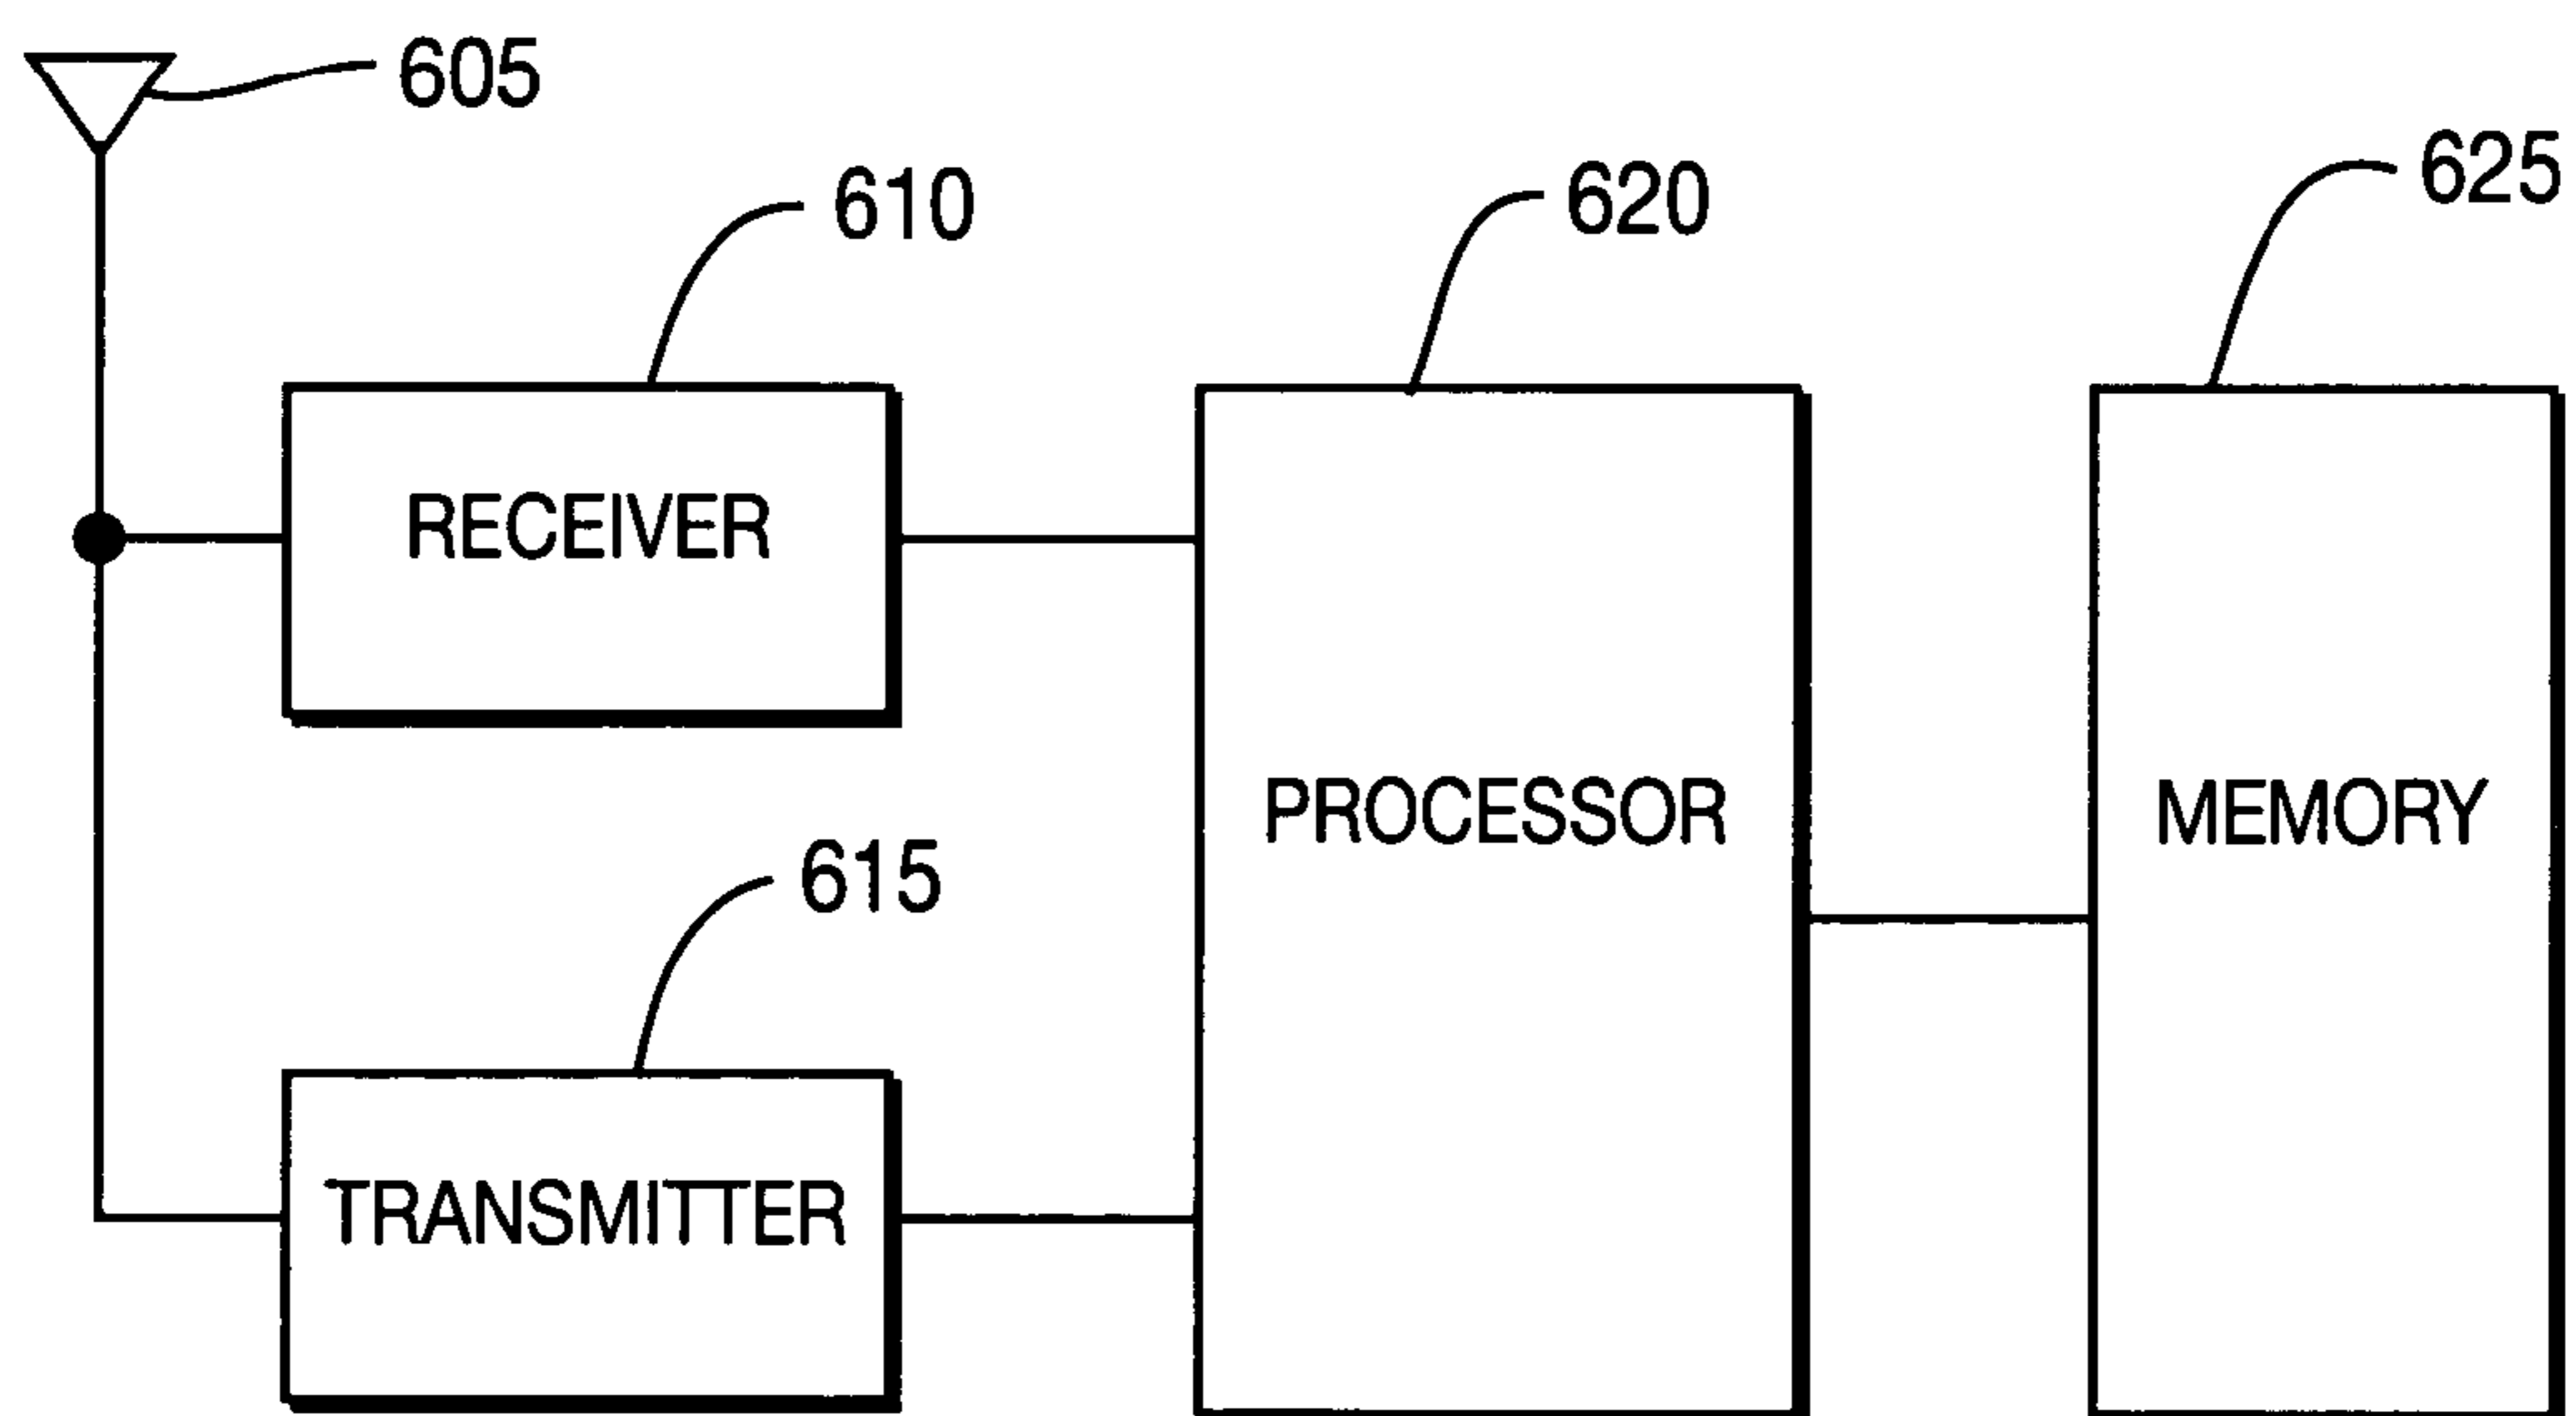 605
610
620
625
RECEIVER
PROCESSOR
MEMORY
615
TRANSMITTER